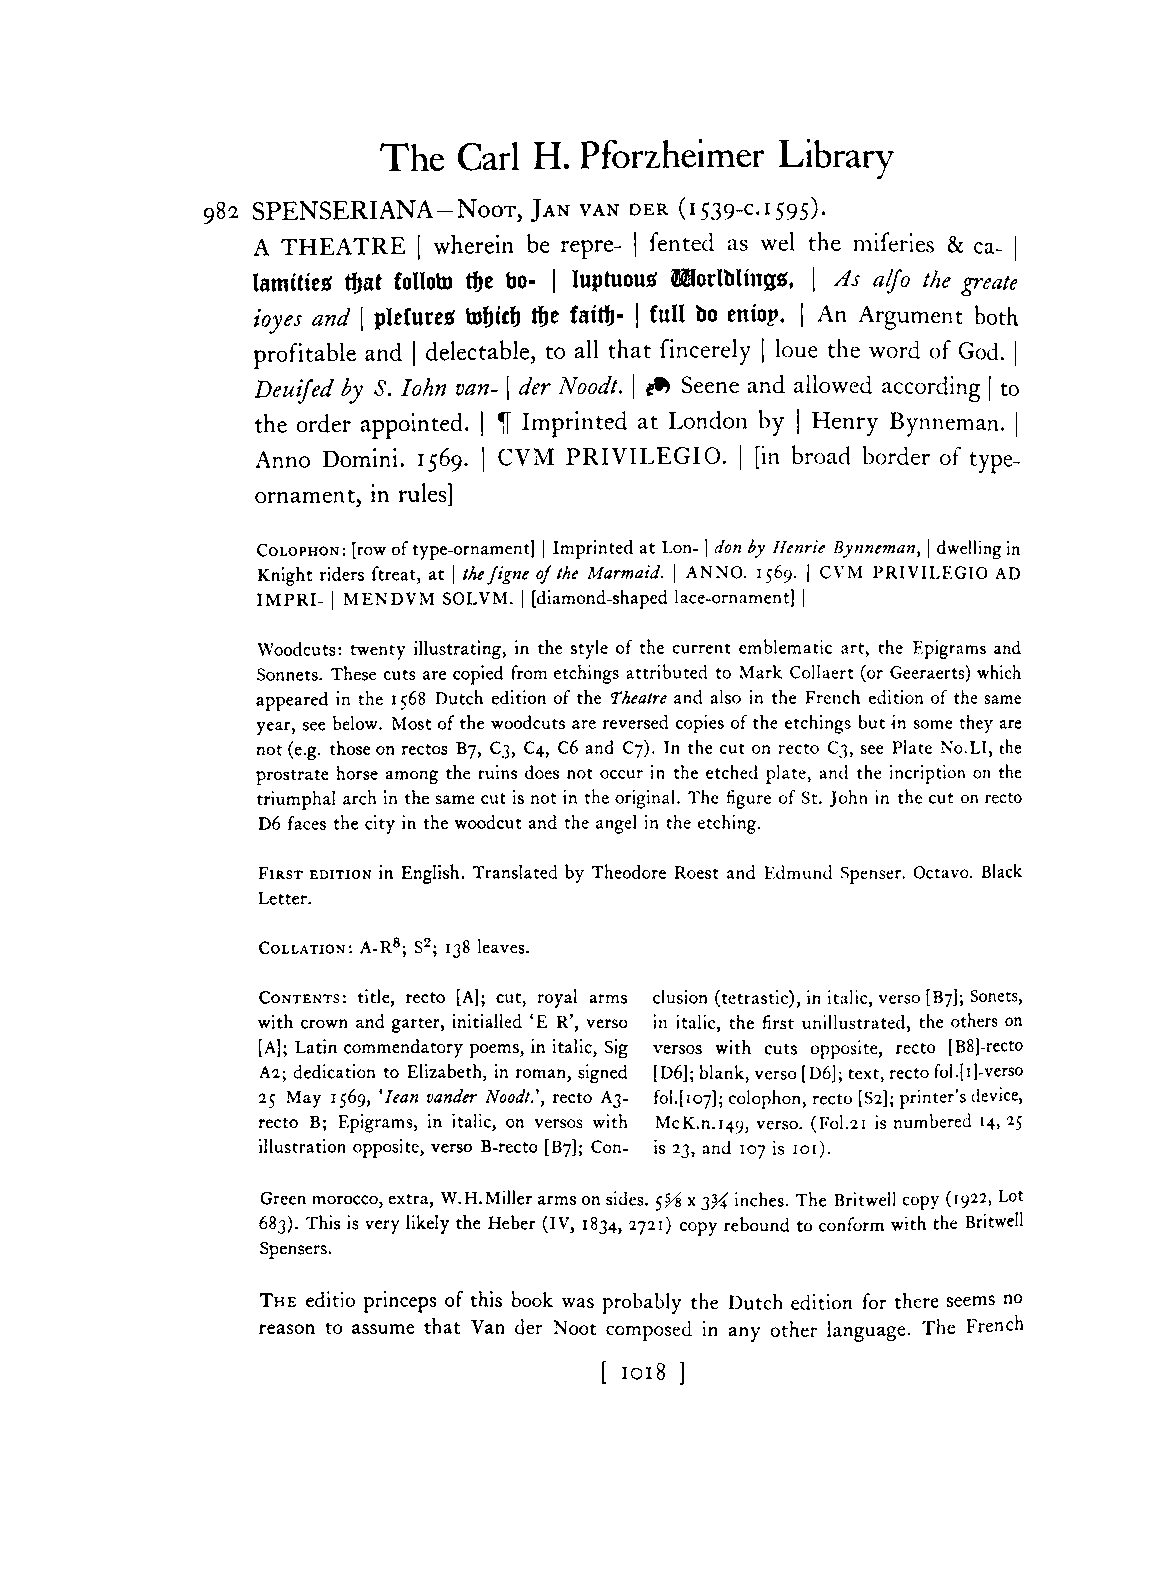 The Carl H. Pforzheimer Library
982 SPENSERIANA—NOOT, JAN VAN DER (1539-C.1595).
A THEATRE | wherein be repre- | ſented as wel the miſeries & ca- |
lamities that follow the vo- | luptuous Worldlings, | As alſo the greate
ioyes and | pleſures which the faith- | full do enioy. | An Argument both
profitable and | delectable, to all that ſincerely | loue the word of God. |
Deuiſed by S. Iohn van- | der Noodt. | ❧ Seene and allowed according | to
the order appointed. | ¶ Imprinted at London by | Henry Bynneman. |
Anno Domini. 1569. | CVM PRIVILEGIO. | [in broad border of type-
ornament, in rules]
COLOPHON: [row of type-ornament] | Imprinted at Lon- | don by Henrie Bynneman, | dwelling in
Knight riders ſtreat, at | the ſigne of the Marmaid. | ANNO. 1569. | CVM PRIVILEGIO AD
IMPRI- | MENDVM SOLVM. | [diamond-shaped lace-ornament] |
Woodcuts: twenty illustrating, in the style of the current emblematic art, the Epigrams and
Sonnets. These cuts are copied from etchings attributed to Mark Collaert (or Geeraerts) which
appeared in the 1568 Dutch edition of the Theatre and also in the French edition of the same
year, see below. Most of the woodcuts are reversed copies of the etchings but in some they are
not (e.g. those on rectos B7, C3, C4, C6 and C7). In the cut on recto C3, see Plate No.LI, the
prostrate horse among the ruins does not occur in the etched plate, and the incription on the
triumphal arch in the same cut is not in the original. The figure of St. John in the cut on recto
D6 faces the city in the woodcut and the angel in the etching.
FIRST EDITION in English. Translated by Theodore Roest and Edmund Spenser. Octavo. Black
Letter.
COLLATION: A-R⁸; S²; 138 leaves.
CONTENTS: title, recto [A]; cut, royal arms
with crown and garter, initialled 'E R', verso
[A]; Latin commendatory poems, in italic, Sig
A2; dedication to Elizabeth, in roman, signed
25 May 1569, 'Iean vander Noodt.', recto A3-
recto B; Epigrams, in italic, on versos with
illustration opposite, verso B-recto [B7]; Con-
clusion (tetrastic), in italic, verso [B7]; Sonets,
in italic, the first unillustrated, the others on
versos with cuts opposite, recto [B8]-recto
[D6]; blank, verso [D6]; text, recto fol.[1]-verso
fol.[107]; colophon, recto [S2]; printer's device,
McK.n.149, verso. (Fol.21 is numbered 14, 25
is 23, and 107 is 101).
Green morocco, extra, W.H.Miller arms on sides. 5⅝ x 3¾ inches. The Britwell copy (1922, Lot
683). This is very likely the Heber (IV, 1834, 2721) copy rebound to conform with the Britwell
Spensers.
THE editio princeps of this book was probably the Dutch edition for there seems no
reason to assume that Van der Noot composed in any other language. The French
[ 1018 ]